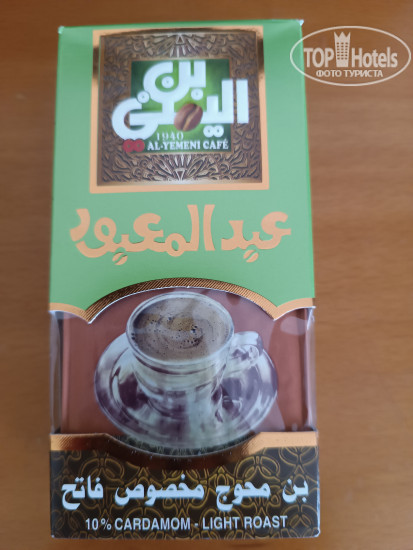 TOP Hotels
ФОТО ТУРИСТА
بن
اليمني
1940
AL-YEMENI CAFÉ
عبد المعبود
بن محوج مخصوص فاتح
10% CARDAMOM - LIGHT ROAST